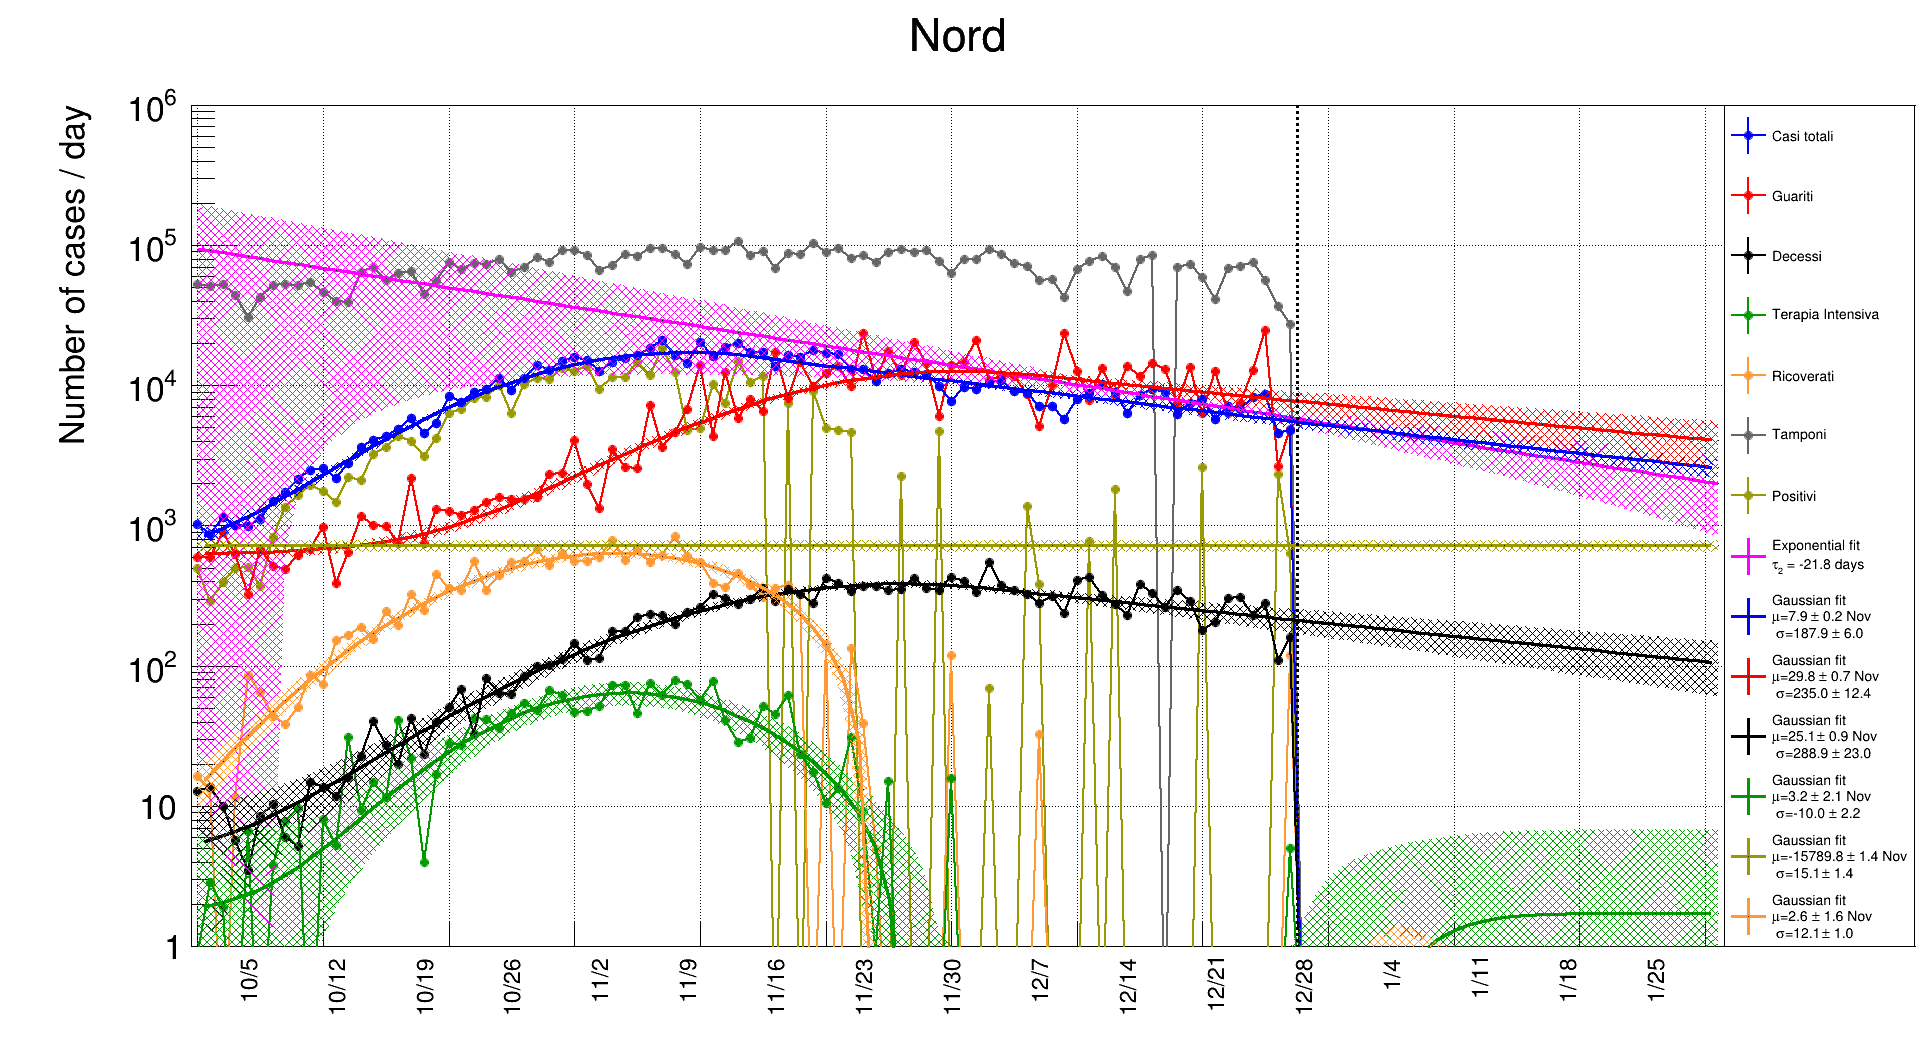 Nord
Number of cases / day
10^6
10^5
10^4
10^3
10^2
10
1
10/5
10/12
10/19
10/26
11/2
11/9
11/16
11/23
11/30
12/7
12/14
12/21
12/28
1/4
1/11
1/18
1/25
Casi totali
Guariti
Decessi
Terapia Intensiva
Ricoverati
Tamponi
Positivi
Exponential fit
τ₂ = -21.8 days
Gaussian fit
μ=7.9 ± 0.2 Nov
σ=187.9 ± 6.0
Gaussian fit
μ=29.8 ± 0.7 Nov
σ=235.0 ± 12.4
Gaussian fit
μ=25.1 ± 0.9 Nov
σ=288.9 ± 23.0
Gaussian fit
μ=3.2 ± 2.1 Nov
σ=-10.0 ± 2.2
Gaussian fit
μ=-15789.8 ± 1.4 Nov
σ=15.1 ± 1.4
Gaussian fit
μ=2.6 ± 1.6 Nov
σ=12.1 ± 1.0